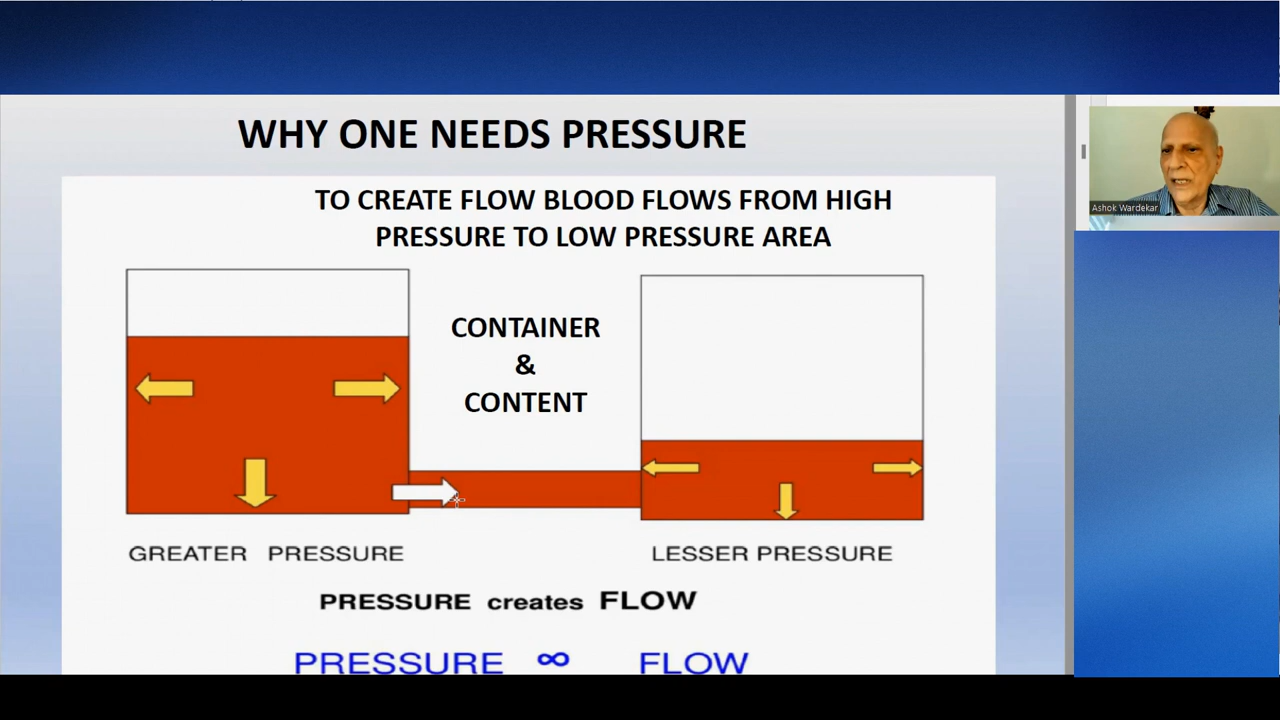 WHY ONE NEEDS PRESSURE
TO CREATE FLOW BLOOD FLOWS FROM HIGH
PRESSURE TO LOW PRESSURE AREA
CONTAINER
&
CONTENT
GREATER PRESSURE
LESSER PRESSURE
PRESSURE creates FLOW
PRESSURE ∞ FLOW
Ashok Wardekar